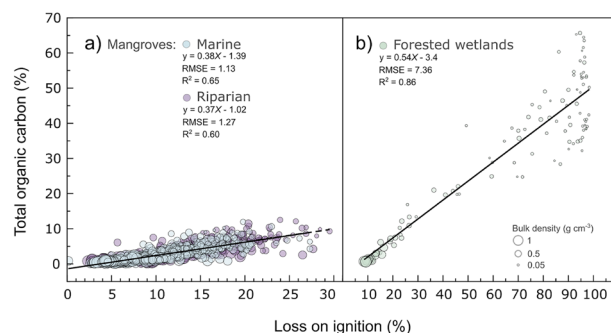 70
60
50
40
30
20
10
0
Total organic carbon (%)
a) Mangroves: Marine
y = 0.38X - 1.39
RMSE = 1.13
R² = 0.65
Riparian
y = 0.37X - 1.02
RMSE = 1.27
R² = 0.60
b) Forested wetlands
y = 0.54X - 3.4
RMSE = 7.36
R² = 0.86
Bulk density (g cm⁻³)
1
0.5
0.05
0 5 10 15 20 25 30
0 10 20 30 40 50 60 70 80 90 100
Loss on ignition (%)